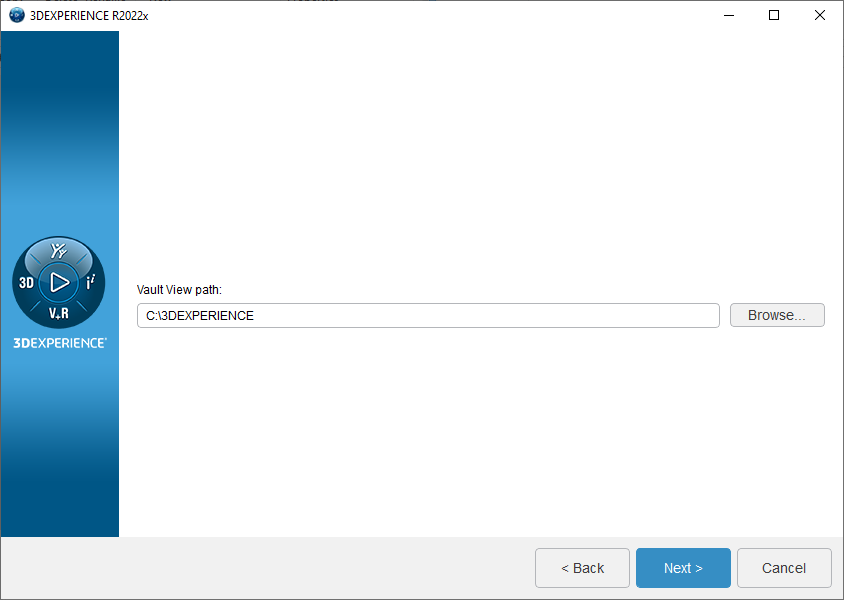 3DEXPERIENCE R2022x
3D
i
V+R
3DEXPERIENCE
Vault View path:
C:\3DEXPERIENCE
Browse...
< Back
Next >
Cancel